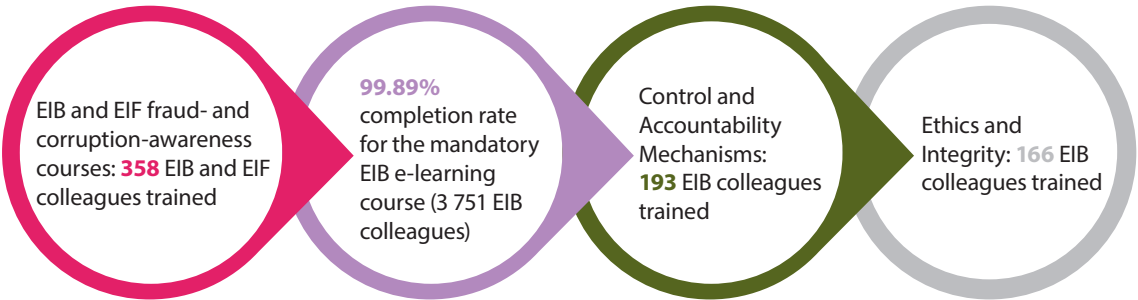 EIB and EIF fraud- and
corruption-awareness
courses: 358 EIB and EIF
colleagues trained
99.89%
completion rate
for the mandatory
EIB e-learning
course (3 751 EIB
colleagues)
Control and
Accountability
Mechanisms:
193 EIB colleagues
trained
Ethics and
Integrity: 166 EIB
colleagues trained